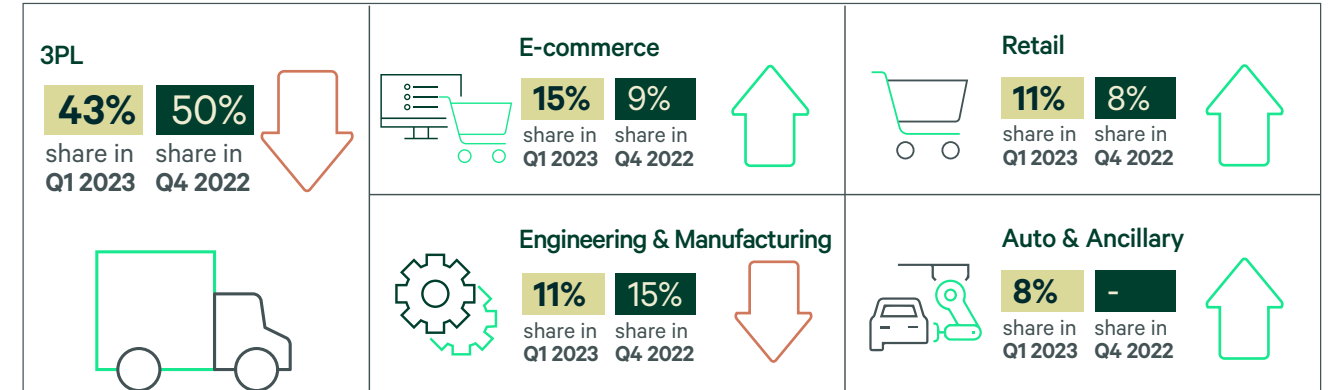 3PL
43% 50%
share in share in
Q1 2023 Q4 2022
E-commerce
15% 9%
share in share in
Q1 2023 Q4 2022
Retail
11% 8%
share in share in
Q1 2023 Q4 2022
Engineering & Manufacturing
11% 15%
share in share in
Q1 2023 Q4 2022
Auto & Ancillary
8% -
share in share in
Q1 2023 Q4 2022